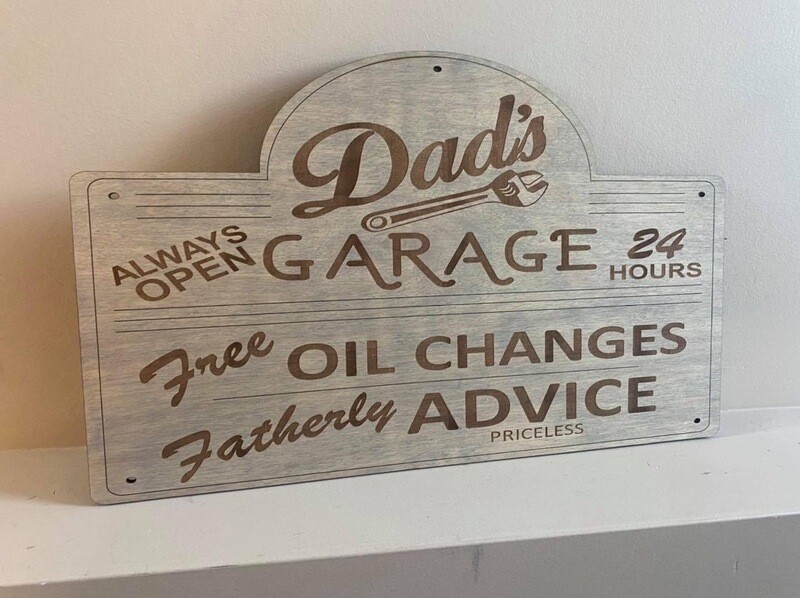 Dad's
ALWAYS OPEN GARAGE 24 HOURS
Free OIL CHANGES
Fatherly ADVICE
PRICELESS